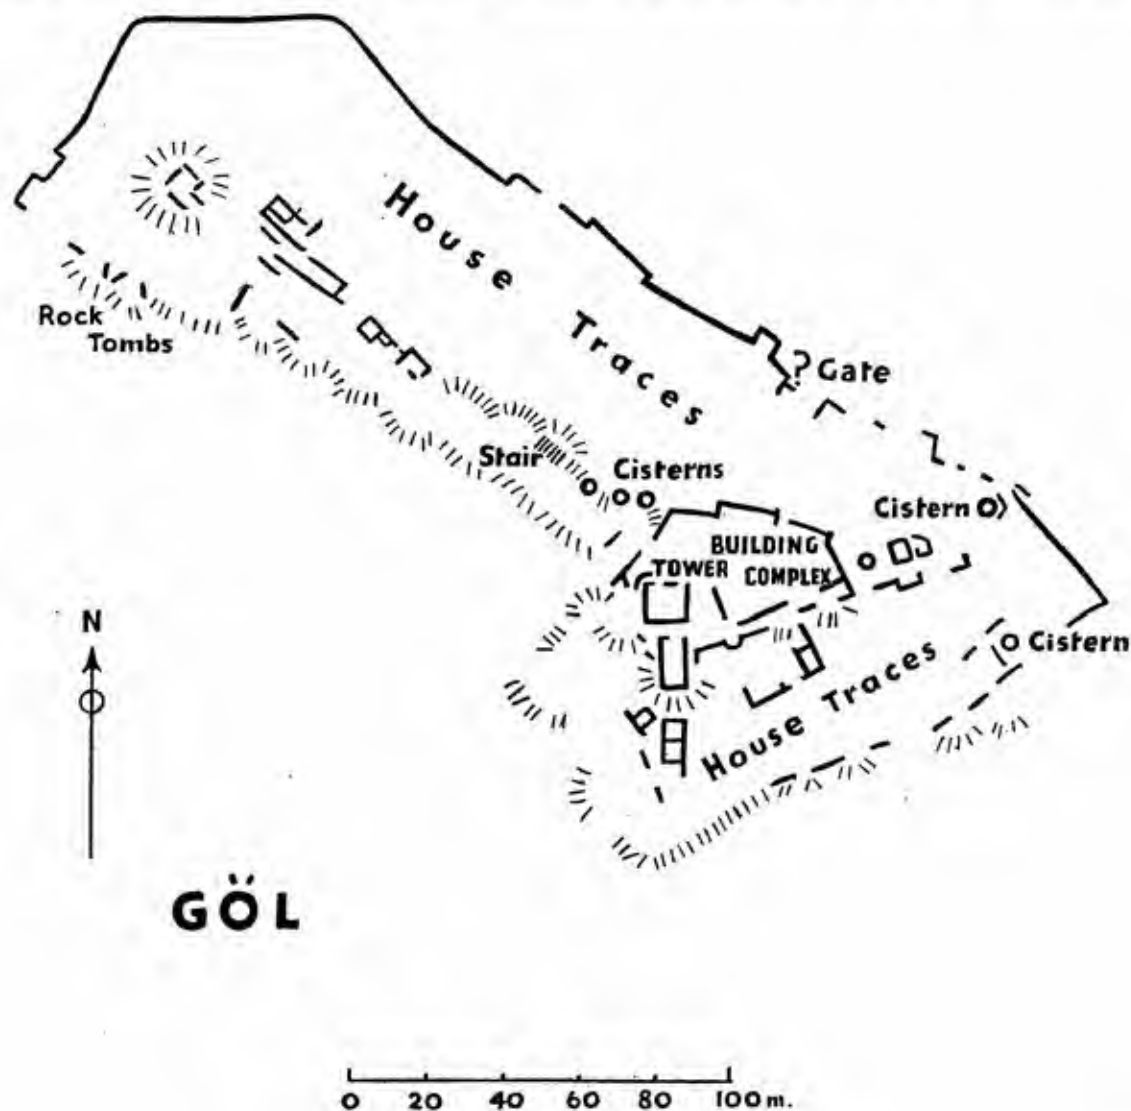 House
Traces
Rock
Tombs
? Gate
Stair
Cisterns
Cistern
BUILDING
TOWER
COMPLEX
N
Cistern
House Traces
GÖL
0 20 40 60 80 100 m.